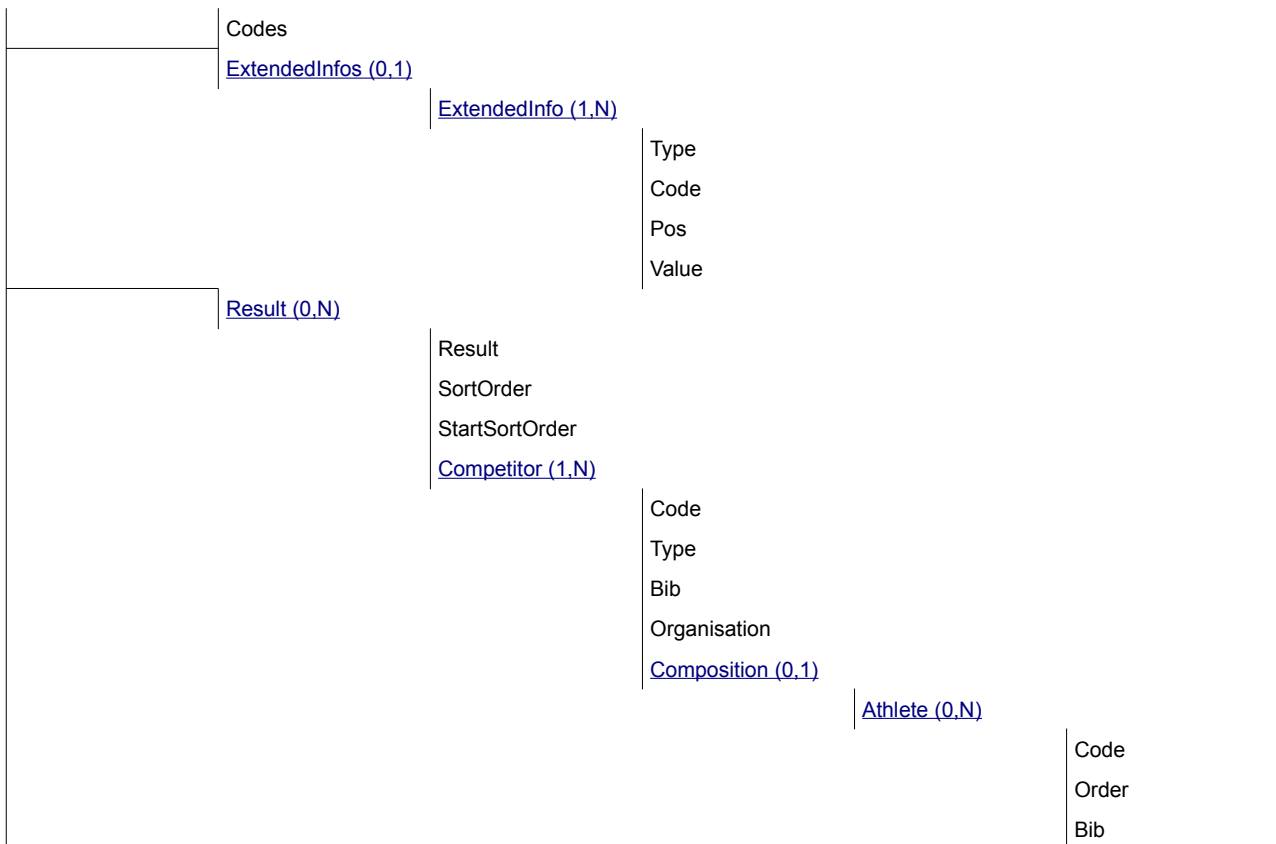 Codes
ExtendedInfos (0,1)
ExtendedInfo (1,N)
Type
Code
Pos
Value
Result (0,N)
Result
SortOrder
StartSortOrder
Competitor (1,N)
Code
Type
Bib
Organisation
Composition (0,1)
Athlete (0,N)
Code
Order
Bib